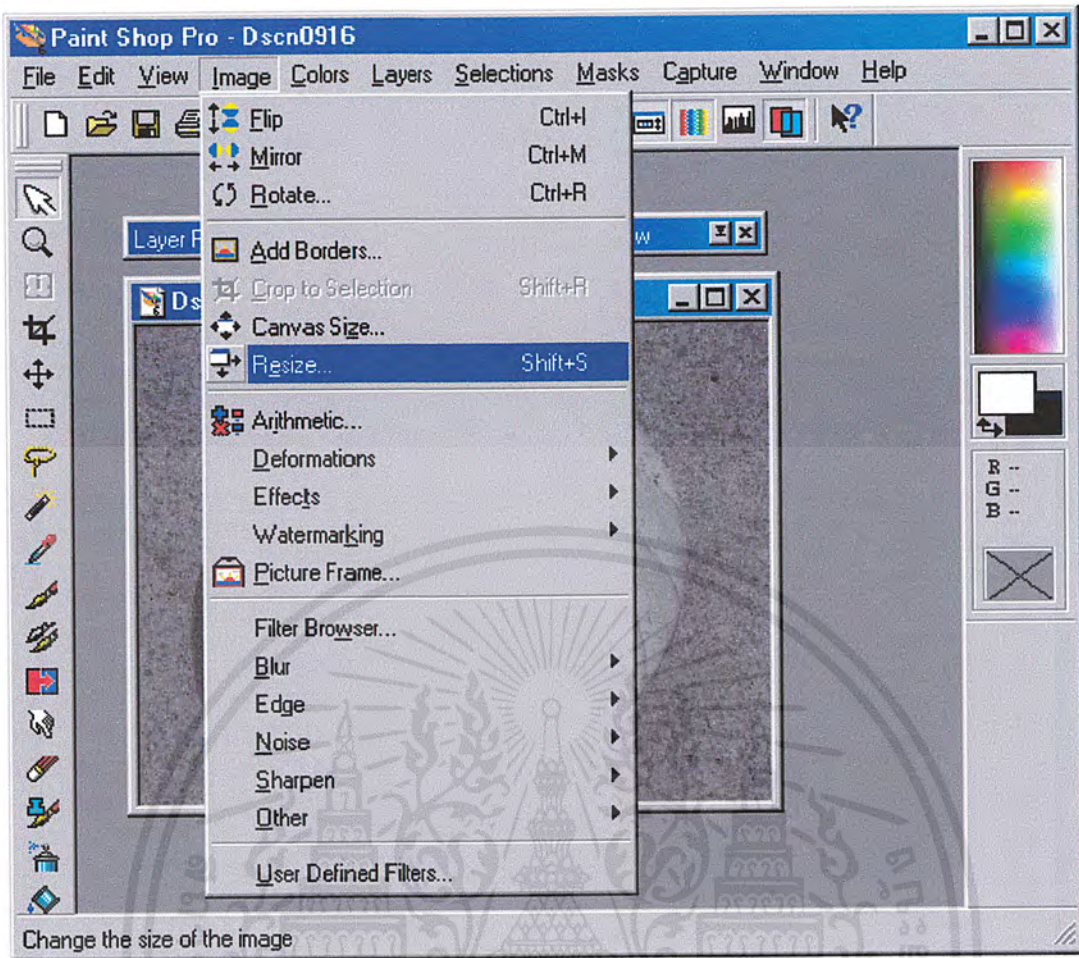 Paint Shop Pro - Dscn0916
File Edit View Image Colors Layers Selections Masks Capture Window Help
Flip Ctrl+I
Mirror Ctrl+M
Rotate... Ctrl+R
Layer
Add Borders...
Crop to Selection Shift+R
Canvas Size...
Resize... Shift+S
Arithmetic...
Deformations
Effects
Watermarking
Picture Frame...
Filter Browser...
Blur
Edge
Noise
Sharpen
Other
User Defined Filters...
R --
G --
B --
Change the size of the image